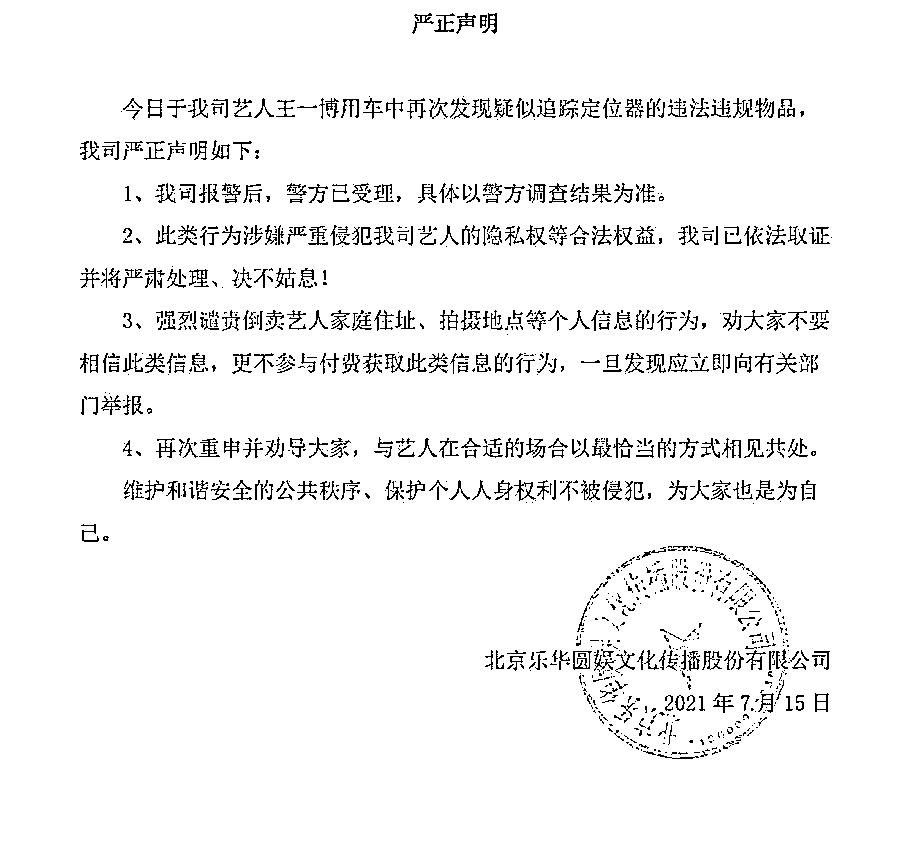 严正声明
今日于我司艺人王一博用车中再次发现疑似追踪定位器的违法违规物品，
我司严正声明如下：
1、我司报警后，警方已受理，具体以警方调查结果为准。
2、此类行为涉嫌严重侵犯我司艺人的隐私权等合法权益，我司已依法取证
并将严肃处理、决不姑息！
3、强烈谴责倒卖艺人家庭住址、拍摄地点等个人信息的行为，劝大家不要
相信此类信息，更不参与付费获取此类信息的行为，一旦发现应立即向有关部
门举报。
4、再次重申并劝导大家，与艺人在合适的场合以最恰当的方式相见共处。
维护和谐安全的公共秩序、保护个人人身权利不被侵犯，为大家也是为自
己。
北京乐华圆娱文化传播股份有限公司
2021 年 7 月 15 日